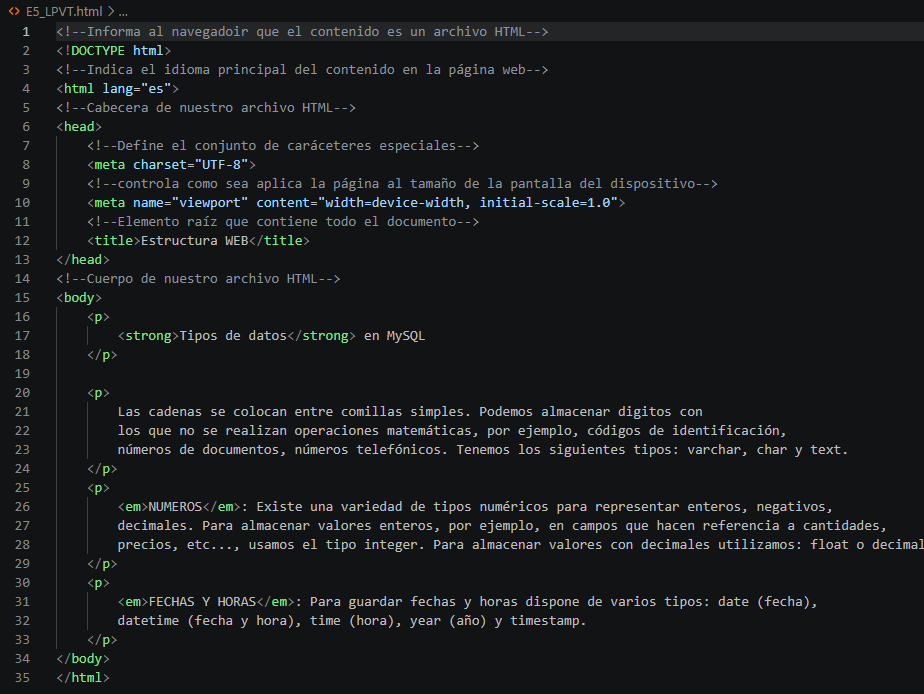 <> E5_LPVT.html > ...
1 <!--Informa al navegadoir que el contenido es un archivo HTML-->
2 <!DOCTYPE html>
3 <!--Indica el idioma principal del contenido en la página web-->
4 <html lang="es">
5 <!--Cabecera de nuestro archivo HTML-->
6 <head>
7     <!--Define el conjunto de caráceteres especiales-->
8     <meta charset="UTF-8">
9     <!--controla como sea aplica la página al tamaño de la pantalla del dispositivo-->
10     <meta name="viewport" content="width=device-width, initial-scale=1.0">
11     <!--Elemento raíz que contiene todo el documento-->
12     <title>Estructura WEB</title>
13 </head>
14 <!--Cuerpo de nuestro archivo HTML-->
15 <body>
16     <p>
17         <strong>Tipos de datos</strong> en MySQL
18     </p>
19
20     <p>
21         Las cadenas se colocan entre comillas simples. Podemos almacenar digitos con
22         los que no se realizan operaciones matemáticas, por ejemplo, códigos de identificación,
23         números de documentos, números telefónicos. Tenemos los siguientes tipos: varchar, char y text.
24     </p>
25     <p>
26         <em>NUMEROS</em>: Existe una variedad de tipos numéricos para representar enteros, negativos,
27         decimales. Para almacenar valores enteros, por ejemplo, en campos que hacen referencia a cantidades,
28         precios, etc..., usamos el tipo integer. Para almacenar valores con decimales utilizamos: float o decimal
29     </p>
30     <p>
31         <em>FECHAS Y HORAS</em>: Para guardar fechas y horas dispone de varios tipos: date (fecha),
32         datetime (fecha y hora), time (hora), year (año) y timestamp.
33     </p>
34 </body>
35 </html>